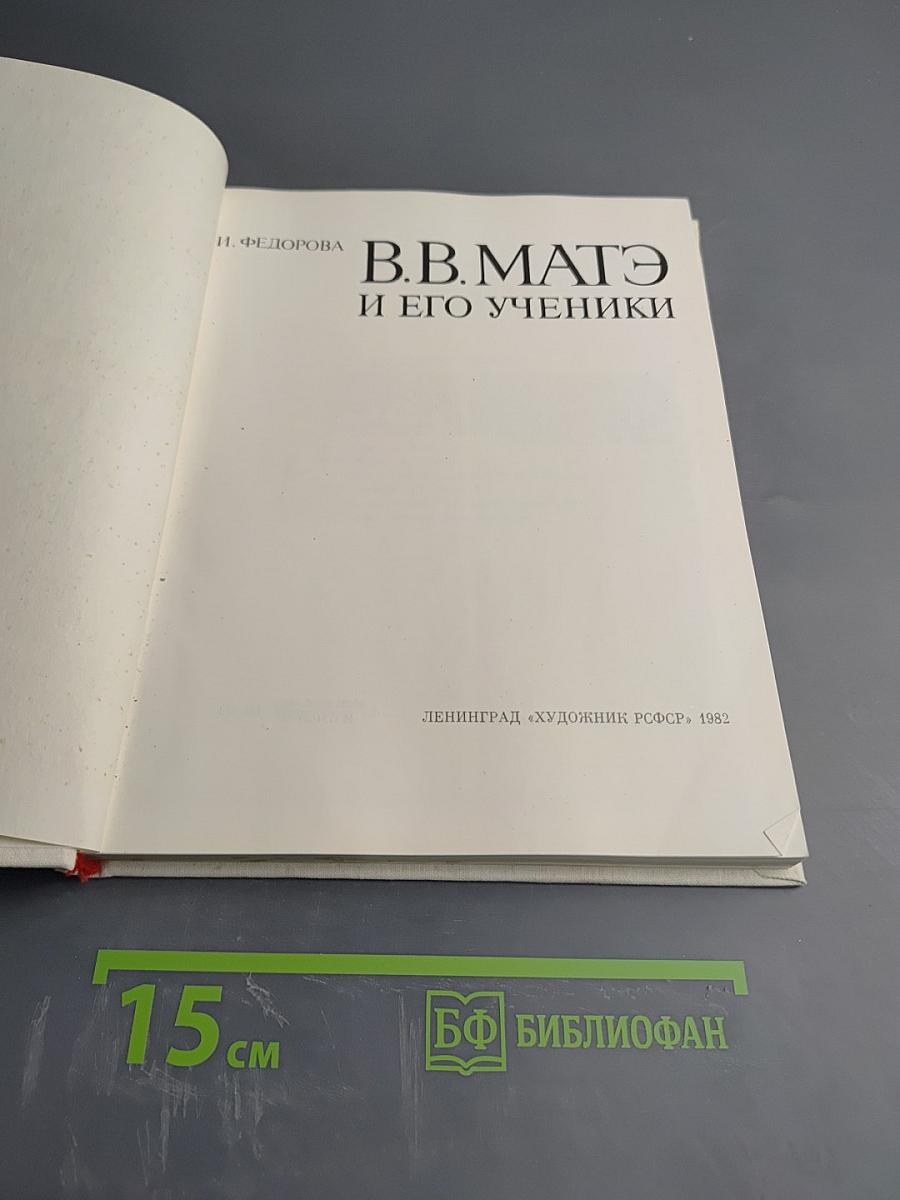 И. ФЕДОРОВА
В.В.МАТЭ
И ЕГО УЧЕНИКИ
ЛЕНИНГРАД «ХУДОЖНИК РСФСР» 1982
15 см
БФ БИБЛИОФАН